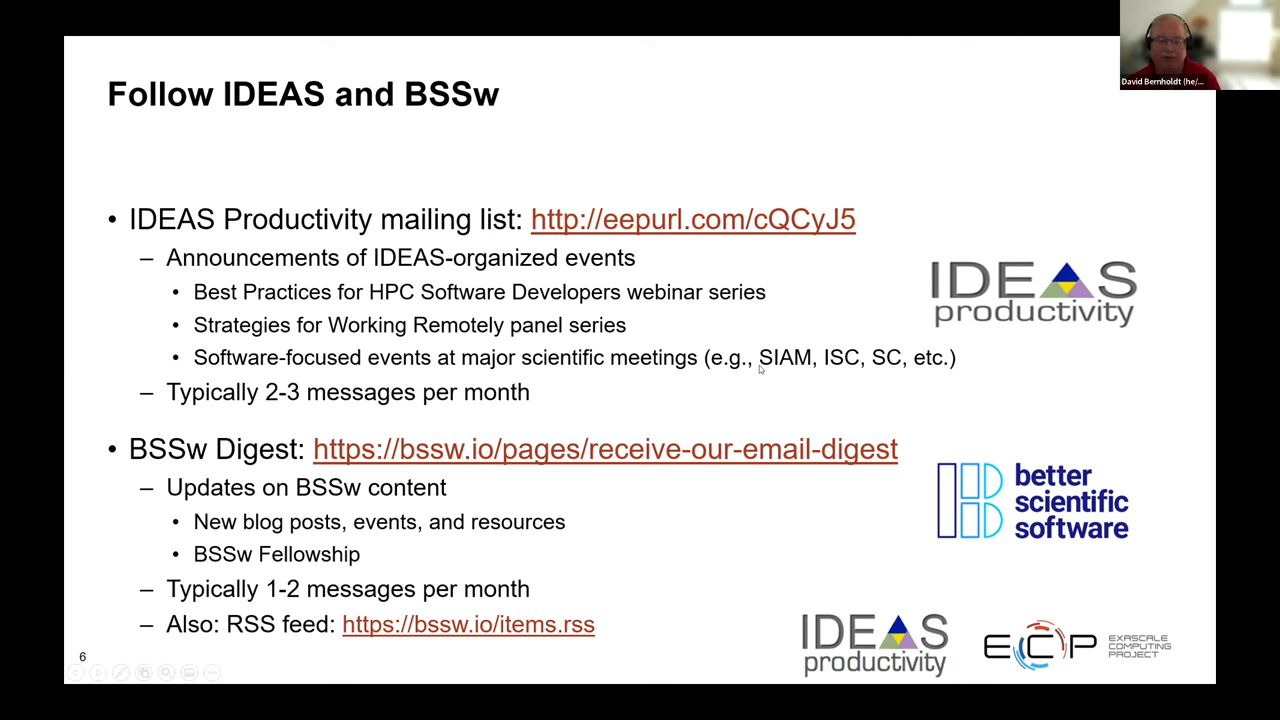 David Bernholdt (he/...
Follow IDEAS and BSSw
• IDEAS Productivity mailing list: http://eepurl.com/cQCyJ5
– Announcements of IDEAS-organized events
• Best Practices for HPC Software Developers webinar series
• Strategies for Working Remotely panel series
• Software-focused events at major scientific meetings (e.g., SIAM, ISC, SC, etc.)
– Typically 2-3 messages per month
IDEAS
productivity
• BSSw Digest: https://bssw.io/pages/receive-our-email-digest
– Updates on BSSw content
• New blog posts, events, and resources
• BSSw Fellowship
– Typically 1-2 messages per month
– Also: RSS feed: https://bssw.io/items.rss
better
scientific
software
6
IDEAS
productivity
ECP
EXASCALE
COMPUTING
PROJECT